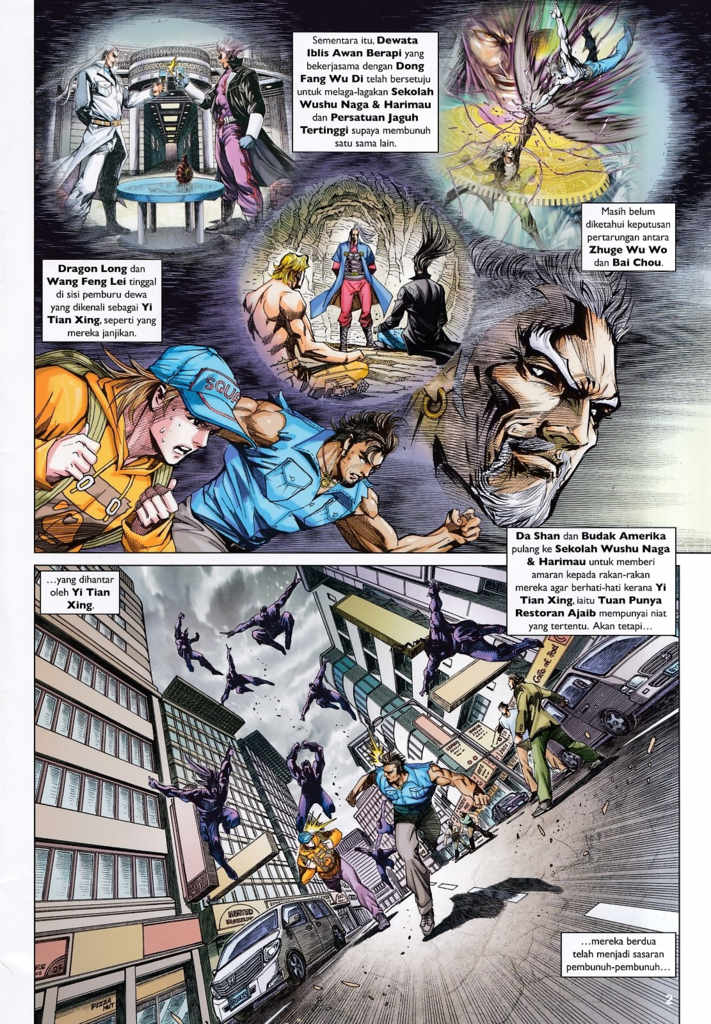 Sementara itu, Dewata
Iblis Awan Berapi yang
bekerjasama dengan Dong
Fang Wu Di telah bersetuju
untuk melaga-lagakan Sekolah
Wushu Naga & Harimau
dan Persatuan Jaguh
Tertinggi supaya membunuh
satu sama lain.
Masih belum
diketahui keputusan
pertarungan antara
Zhuge Wu Wo
dan Bai Chou.
Dragon Long dan
Wang Feng Lei tinggal
di sisi pemburu dewa
yang dikenali sebagai Yi
Tian Xing, seperti yang
mereka janjikan.
SQUA
Da Shan dan Budak Amerika
pulang ke Sekolah Wushu Naga
& Harimau untuk memberi
amaran kepada rakan-rakan
mereka agar berhati-hati kerana Yi
Tian Xing, iaitu Tuan Punya
Restoran Ajaib mempunyai niat
yang tertentu. Akan tetapi...
...yang dihantar
oleh Yi Tian
Xing.
PIZZA
HUT
...mereka berdua
telah menjadi sasaran
pembunuh-pembunuh...
2